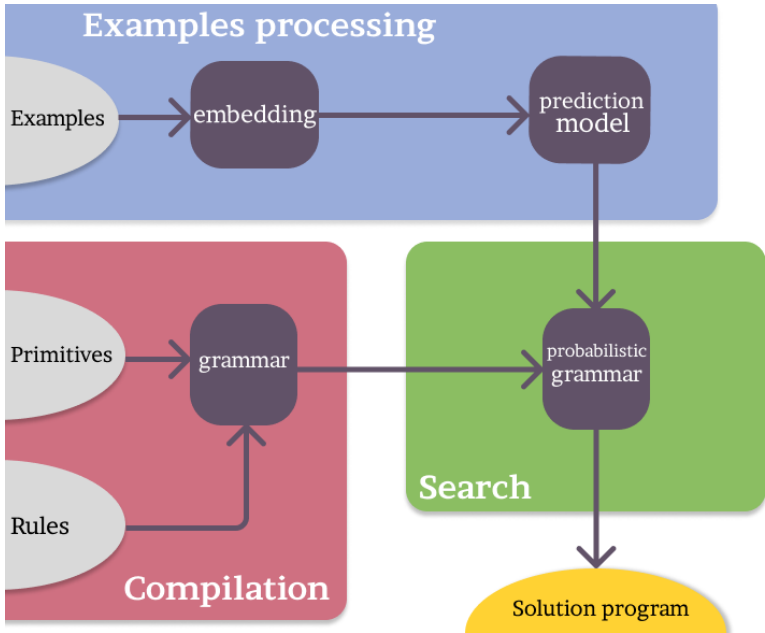 Examples processing
Examples
embedding
prediction
model
Primitives
grammar
probabilistic
grammar
Search
Rules
Compilation
Solution program